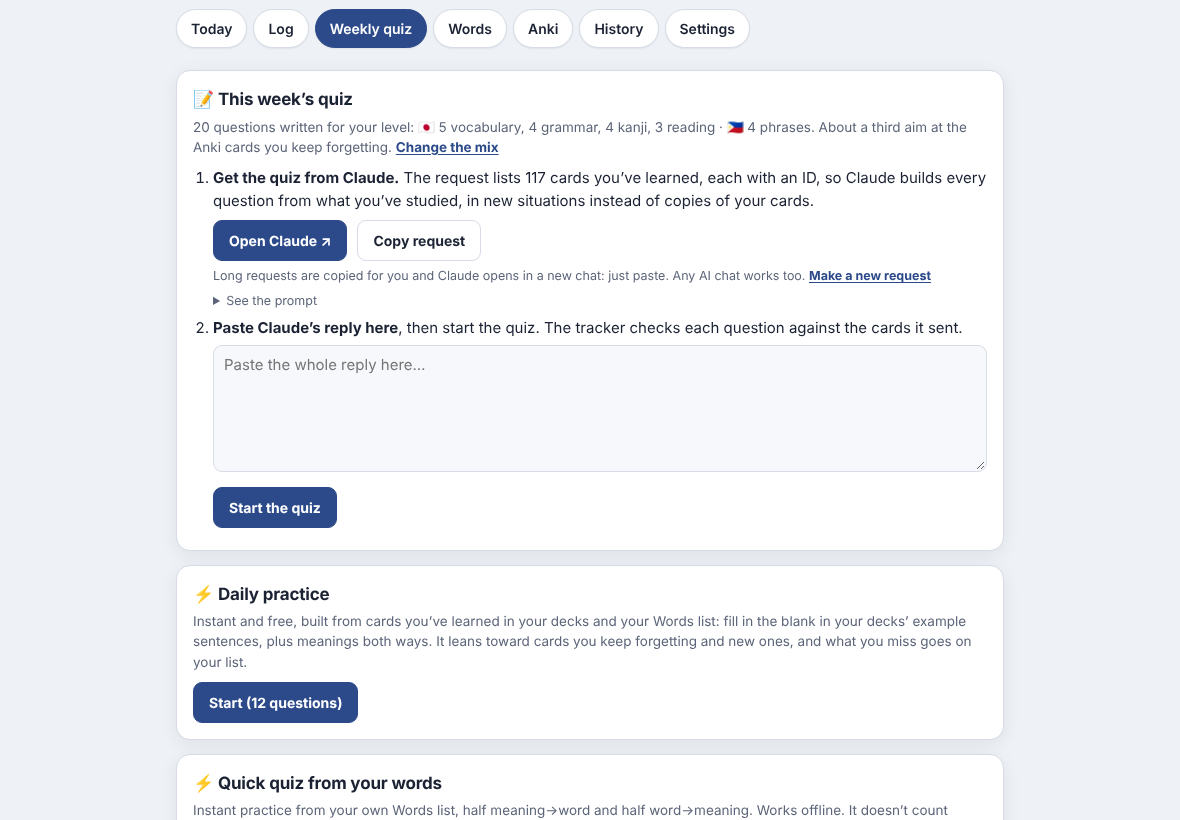 Today Log Weekly quiz Words Anki History Settings
📝 This week’s quiz
20 questions written for your level: 🇯🇵 5 vocabulary, 4 grammar, 4 kanji, 3 reading · 🇵🇭 4 phrases. About a third aim at the
Anki cards you keep forgetting. Change the mix
1. Get the quiz from Claude. The request lists 117 cards you’ve learned, each with an ID, so Claude builds every
question from what you’ve studied, in new situations instead of copies of your cards.
Open Claude ↗ Copy request
Long requests are copied for you and Claude opens in a new chat: just paste. Any AI chat works too. Make a new request
▶ See the prompt
2. Paste Claude’s reply here, then start the quiz. The tracker checks each question against the cards it sent.
Paste the whole reply here…
Start the quiz
⚡ Daily practice
Instant and free, built from cards you’ve learned in your decks and your Words list: fill in the blank in your decks’ example
sentences, plus meanings both ways. It leans toward cards you keep forgetting and new ones, and what you miss goes on
your list.
Start (12 questions)
⚡ Quick quiz from your words
Instant practice from your own Words list, half meaning→word and half word→meaning. Works offline. It doesn’t count